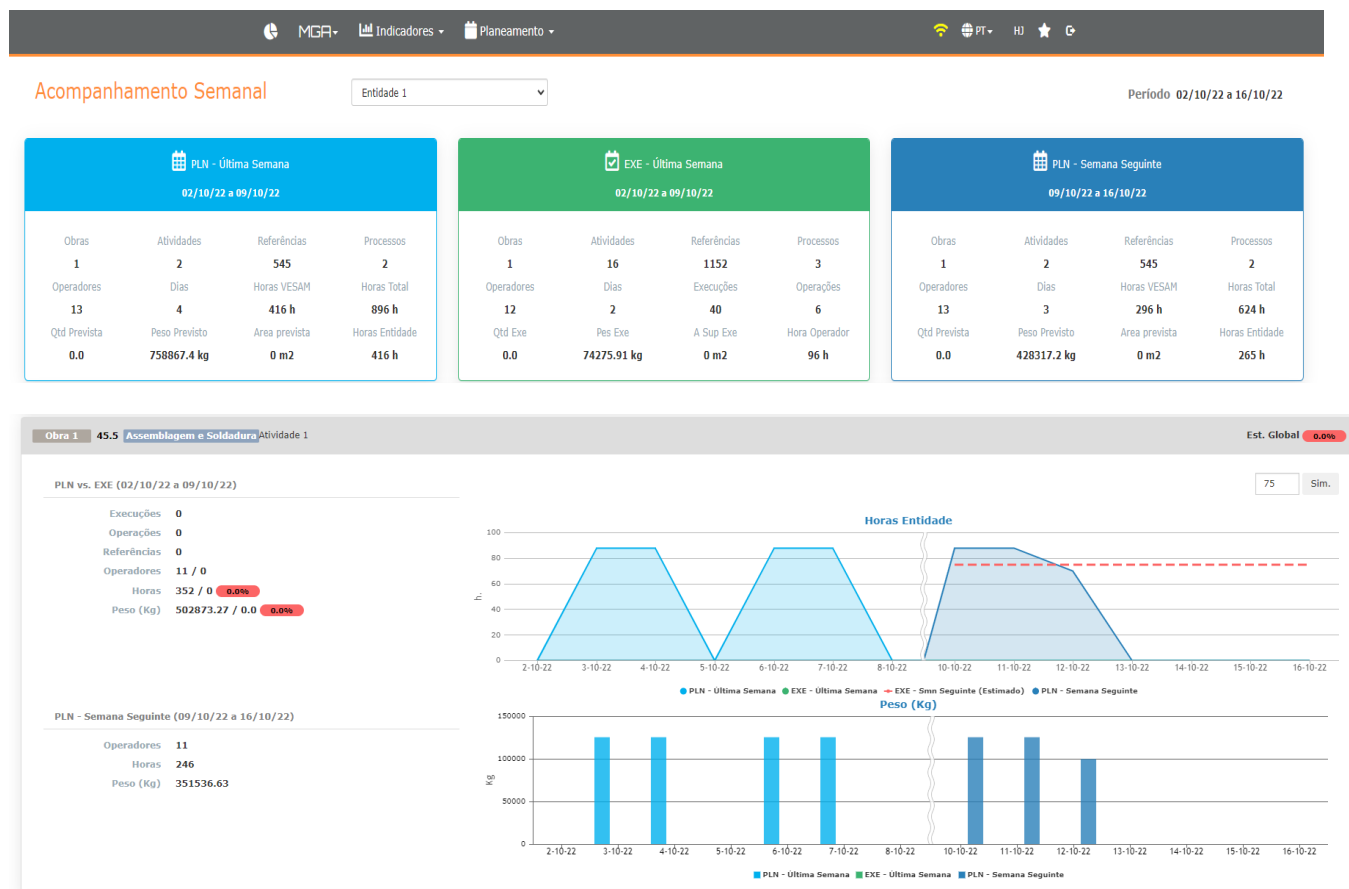 MGA Indicadores Planeamento PT HJ
Acompanhamento Semanal Entidade 1 Período 02/10/22 a 16/10/22
PLN - Última Semana
02/10/22 a 09/10/22
Obras Atividades Referências Processos
1 2 545 2
Operadores Dias Horas VESAM Horas Total
13 4 416 h 896 h
Qtd Prevista Peso Previsto Area prevista Horas Entidade
0.0 758867.4 kg 0 m2 416 h
EXE - Última Semana
02/10/22 a 09/10/22
Obras Atividades Referências Processos
1 16 1152 3
Operadores Dias Execuções Operações
12 2 40 6
Qtd Exe Pes Exe A Sup Exe Hora Operador
0.0 74275.91 kg 0 m2 96 h
PLN - Semana Seguinte
09/10/22 a 16/10/22
Obras Atividades Referências Processos
1 2 545 2
Operadores Dias Horas VESAM Horas Total
13 3 296 h 624 h
Qtd Prevista Peso Previsto Area prevista Horas Entidade
0.0 428317.2 kg 0 m2 265 h
Obra 1 45.5 Assemblagem e Soldadura Atividade 1 Est. Global 0.0%
PLN vs. EXE (02/10/22 a 09/10/22)
Execuções 0
Operações 0
Referências 0
Operadores 11 / 0
Horas 352 / 0 0.0%
Peso (Kg) 502873.27 / 0.0 0.0%
75 Sim.
Horas Entidade
100
80
60
h.
40
20
0
2-10-22 3-10-22 4-10-22 5-10-22 6-10-22 7-10-22 8-10-22 10-10-22 11-10-22 12-10-22 13-10-22 14-10-22 15-10-22 16-10-22
PLN - Última Semana EXE - Última Semana EXE - Smn Seguinte (Estimado) PLN - Semana Seguinte
PLN - Semana Seguinte (09/10/22 a 16/10/22)
Operadores 11
Horas 246
Peso (Kg) 351536.63
Peso (Kg)
150000
100000
Kg
50000
0
2-10-22 3-10-22 4-10-22 5-10-22 6-10-22 7-10-22 8-10-22 10-10-22 11-10-22 12-10-22 13-10-22 14-10-22 15-10-22 16-10-22
PLN - Última Semana EXE - Última Semana PLN - Semana Seguinte